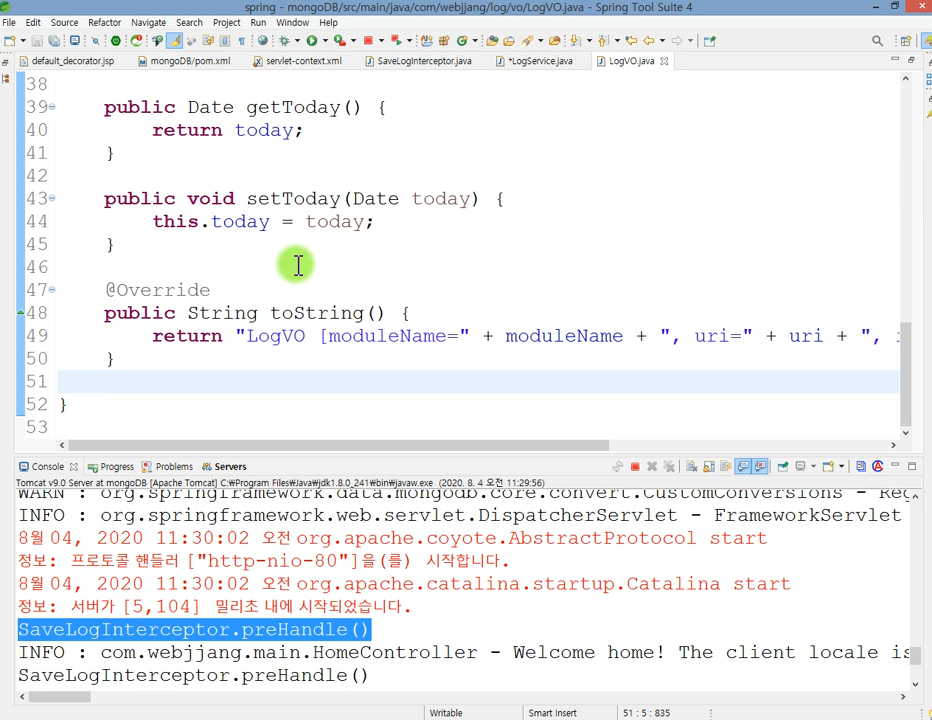 spring - mongoDB/src/main/java/com/webjjang/log/vo/LogVO.java - Spring Tool Suite 4
File Edit Source Refactor Navigate Search Project Run Window Help
default_decorator.jsp mongoDB/pom.xml servlet-context.xml SaveLogInterceptor.java *LogService.java LogVO.java
38
39 public Date getToday() {
40 return today;
41 }
42
43 public void setToday(Date today) {
44 this.today = today;
45 }
46
47 @Override
48 public String toString() {
49 return "LogVO [moduleName=" + moduleName + ", uri=" + uri + ",
50 }
51
52 }
53
Console Progress Problems Servers
Tomcat v9.0 Server at mongoDB [Apache Tomcat] C:₩Program Files₩Java₩jdk1.8.0_241₩bin₩javaw.exe (2020. 8. 4 오전 11:29:56)
WARN : org.springframework.data.mongodb.core.convert.CustomConversions - Reg
INFO : org.springframework.web.servlet.DispatcherServlet - FrameworkServlet
8월 04, 2020 11:30:02 오전 org.apache.coyote.AbstractProtocol start
정보: 프로토콜 핸들러 ["http-nio-80"]을(를) 시작합니다.
8월 04, 2020 11:30:02 오전 org.apache.catalina.startup.Catalina start
정보: 서버가 [5,104] 밀리초 내에 시작되었습니다.
SaveLogInterceptor.preHandle()
INFO : com.webjjang.main.HomeController - Welcome home! The client locale is
SaveLogInterceptor.preHandle()
Writable Smart Insert 51 : 5 : 835